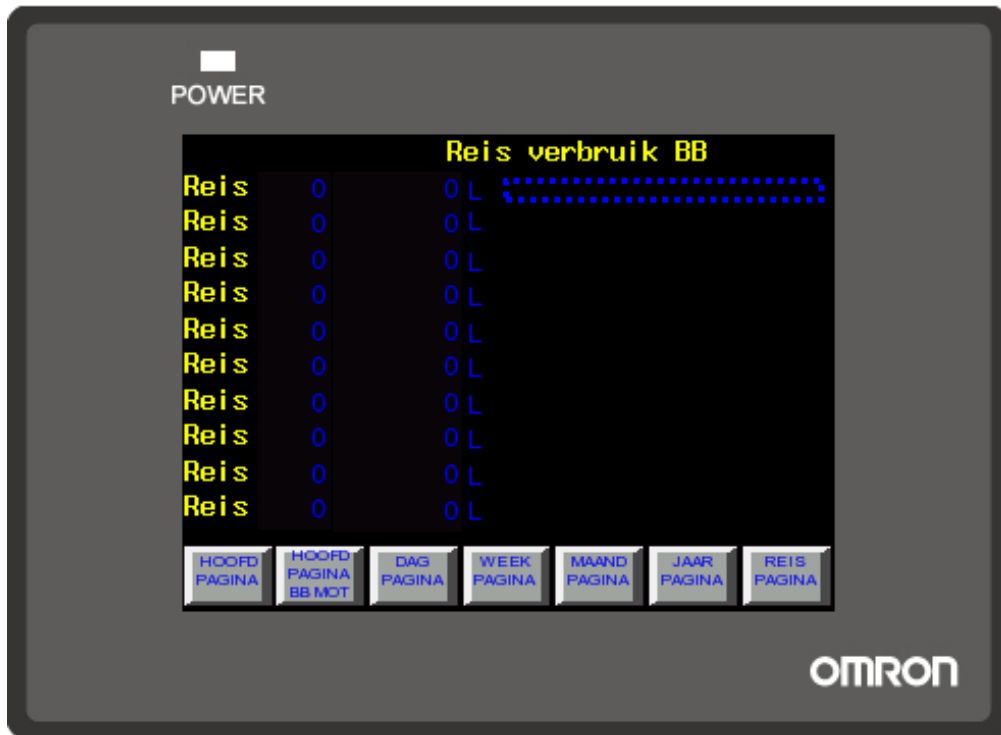 POWER
Reis verbruik BB
Reis 0 0 L
Reis 0 0 L
Reis 0 0 L
Reis 0 0 L
Reis 0 0 L
Reis 0 0 L
Reis 0 0 L
Reis 0 0 L
Reis 0 0 L
Reis 0 0 L
HOOFD PAGINA
HOOFD PAGINA BB MOT
DAG PAGINA
WEEK PAGINA
MAAND PAGINA
JAAR PAGINA
REIS PAGINA
OMRON